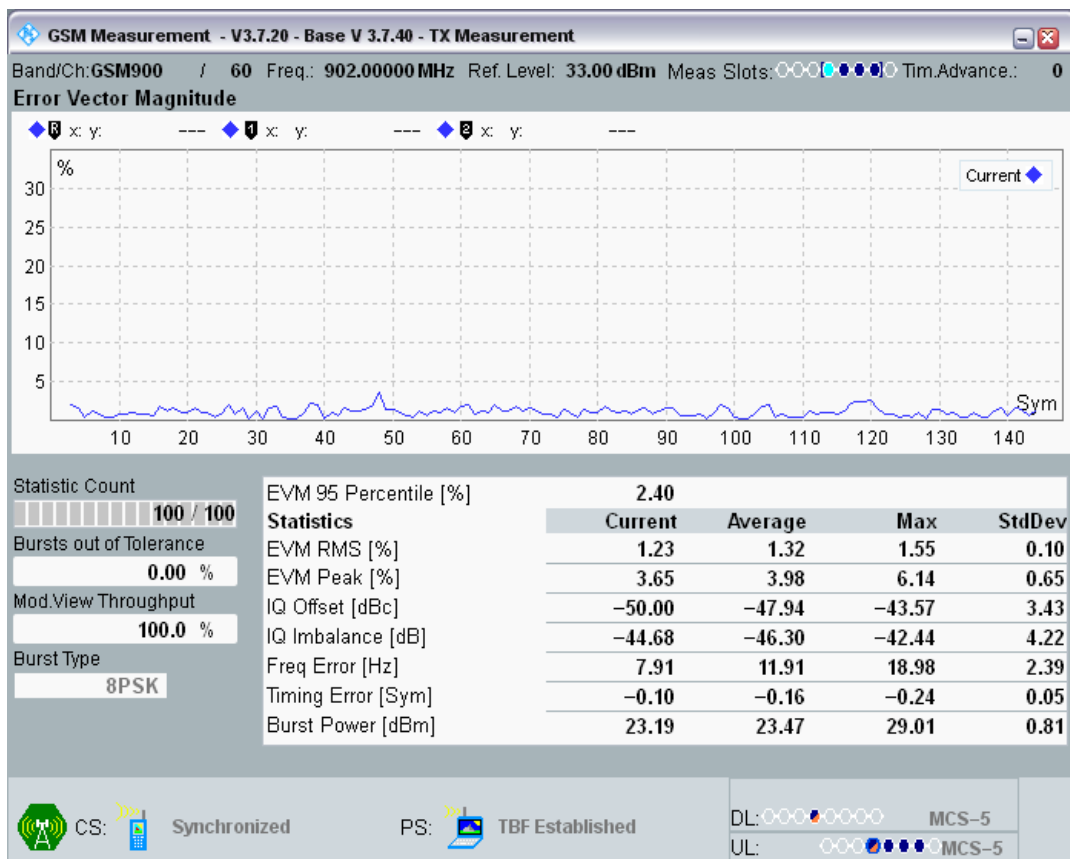 GSM Measurement - V3.7.20 - Base V 3.7.40 - TX Measurement
Band/Ch:GSM900 / 60 Freq.: 902.00000 MHz Ref. Level: 33.00 dBm Meas Slots: Tim.Advance.: 0
Error Vector Magnitude
R x: y: --- 1 x: y: --- 2 x: y: ---
%
Current
30
25
20
15
10
5
Sym
10 20 30 40 50 60 70 80 90 100 110 120 130 140
Statistic Count
100 / 100
Bursts out of Tolerance
0.00 %
Mod.View Throughput
100.0 %
Burst Type
8PSK
EVM 95 Percentile [%] 2.40
Statistics Current Average Max StdDev
EVM RMS [%] 1.23 1.32 1.55 0.10
EVM Peak [%] 3.65 3.98 6.14 0.65
IQ Offset [dBc] −50.00 −47.94 −43.57 3.43
IQ Imbalance [dB] −44.68 −46.30 −42.44 4.22
Freq Error [Hz] 7.91 11.91 18.98 2.39
Timing Error [Sym] −0.10 −0.16 −0.24 0.05
Burst Power [dBm] 23.19 23.47 29.01 0.81
CS: Synchronized PS: TBF Established
DL: MCS−5
UL: MCS−5